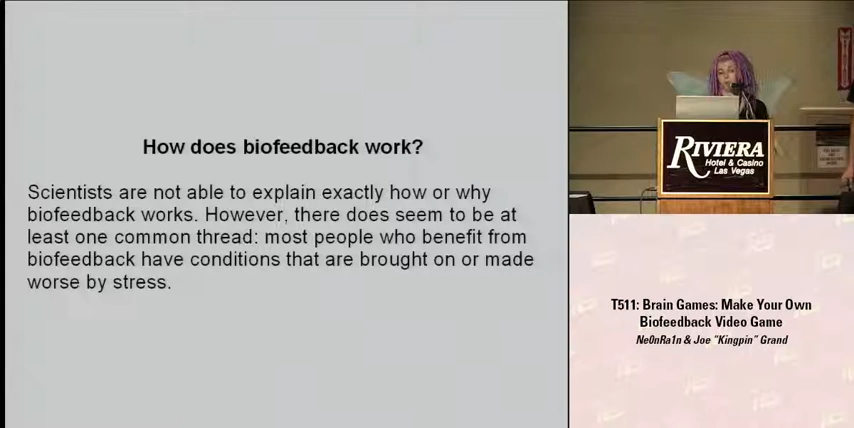 How does biofeedback work?
Scientists are not able to explain exactly how or why
biofeedback works. However, there does seem to be at
least one common thread: most people who benefit from
biofeedback have conditions that are brought on or made
worse by stress.
RIVIERA
Hotel & Casino
Las Vegas
T511: Brain Games: Make Your Own
Biofeedback Video Game
Ne0nRa1n & Joe "Kingpin" Grand